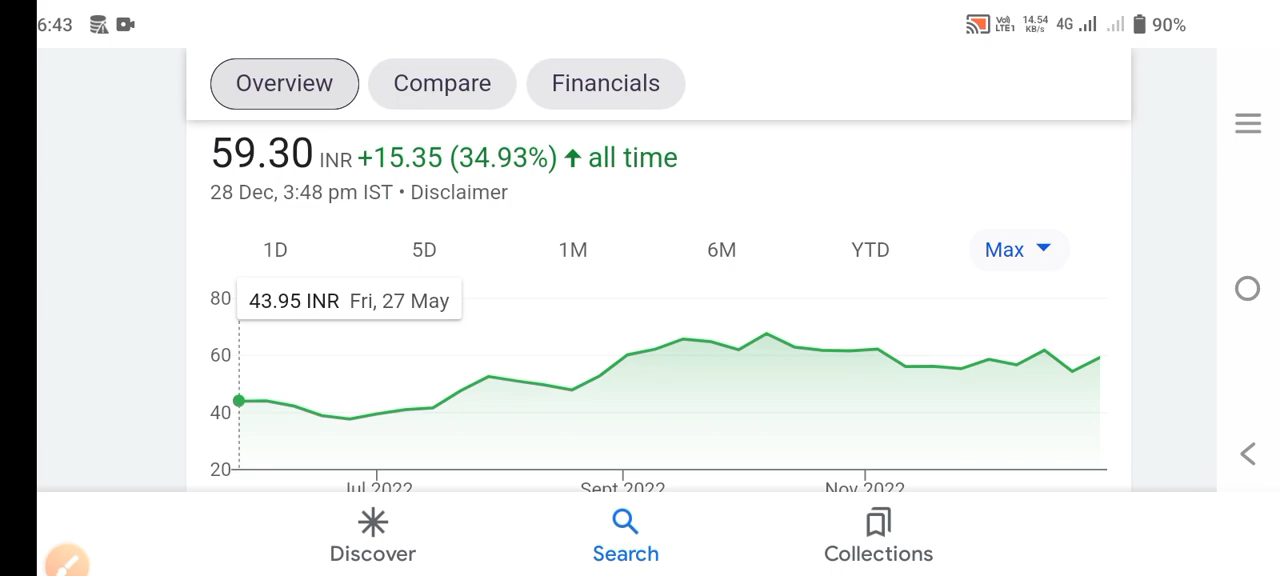 6:43 Vo) LTE1 14.54 KB/s 4G 90%
Overview Compare Financials
59.30 INR +15.35 (34.93%) ↑ all time
28 Dec, 3:48 pm IST • Disclaimer
1D 5D 1M 6M YTD Max
80
43.95 INR Fri, 27 May
60
40
20
Jul 2022 Sept 2022 Nov 2022
Discover Search Collections